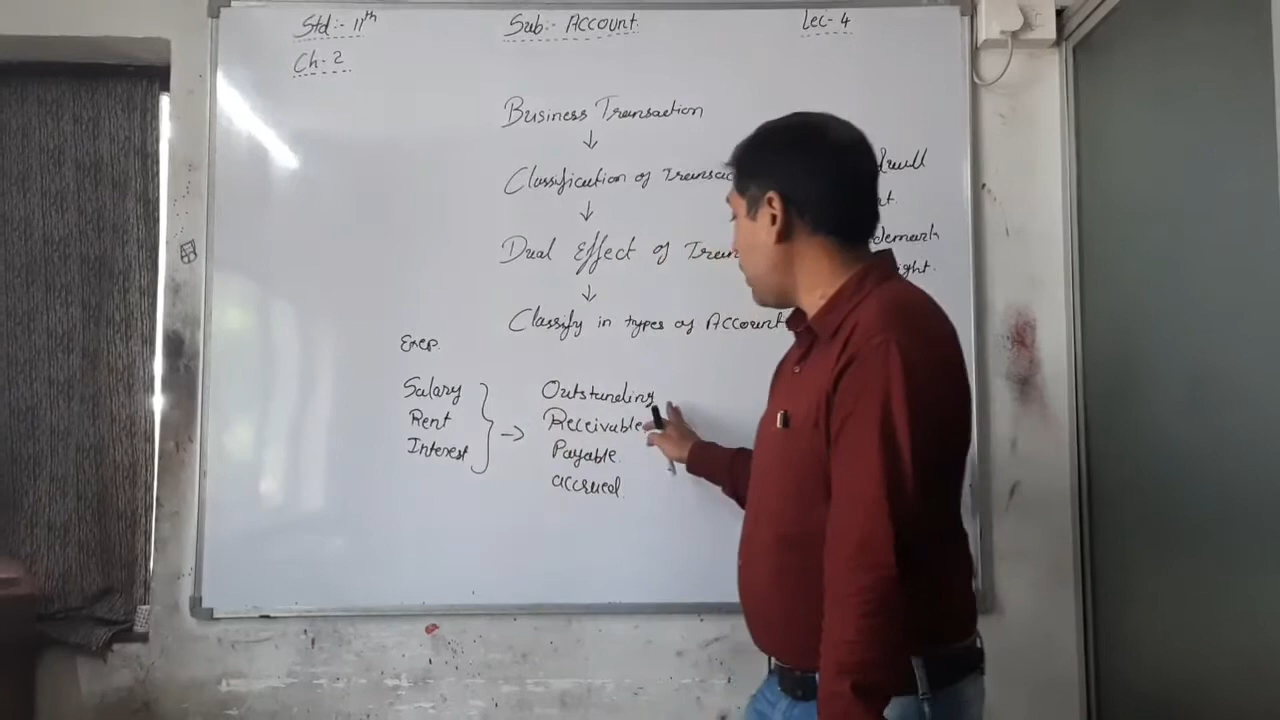 Std:- 11th
Sub:- Account
Lec- 4
Ch- 2
Business Transaction
↓
Classification of
↓
Dual Effect of
↓
Classify in types of Account
Exep.
Salary
Rent
Interest
→
Outstanding
Receivable
Payable.
accrued.